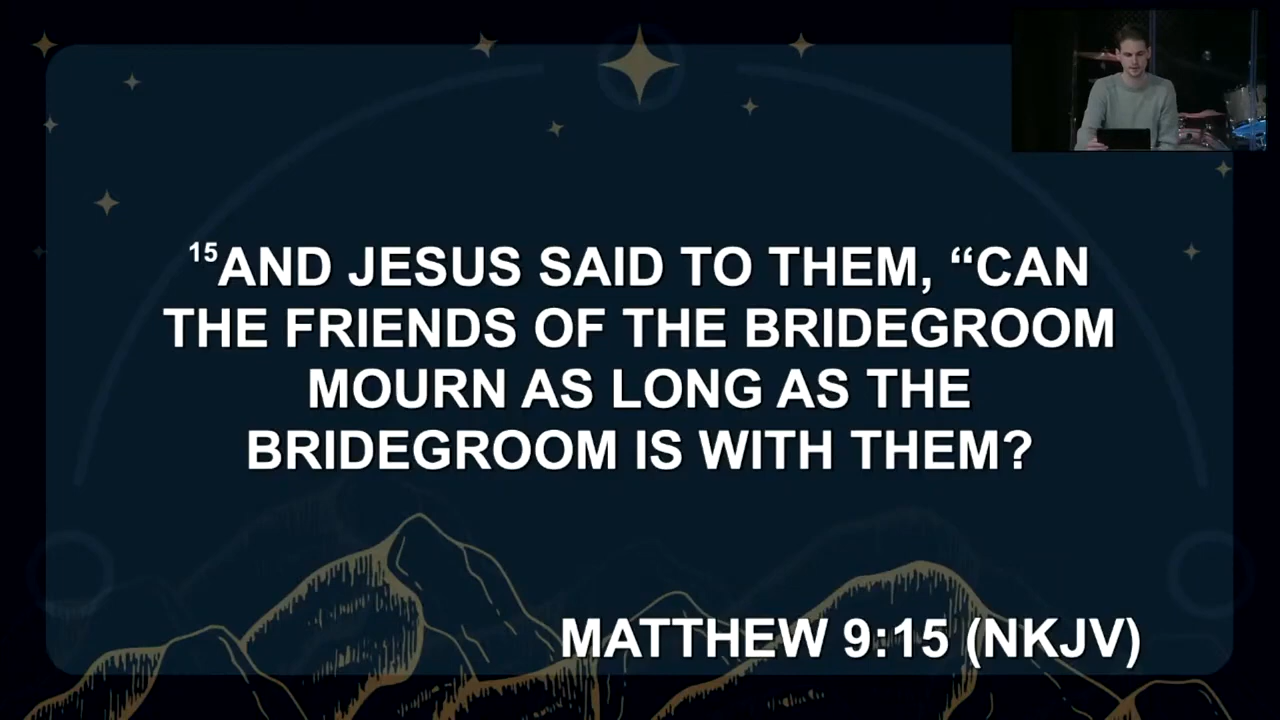 ¹⁵AND JESUS SAID TO THEM, “CAN
THE FRIENDS OF THE BRIDEGROOM
MOURN AS LONG AS THE
BRIDEGROOM IS WITH THEM?
MATTHEW 9:15 (NKJV)